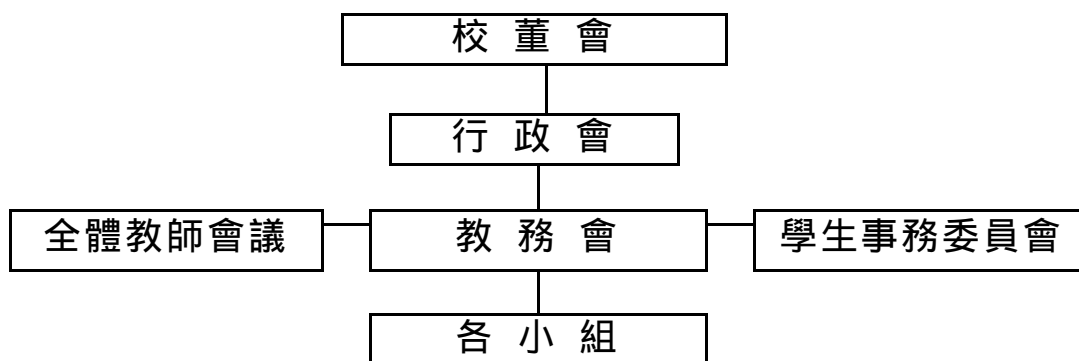 校 董 會
行 政 會
全體教師會議
教 務 會
學生事務委員會
各 小 組